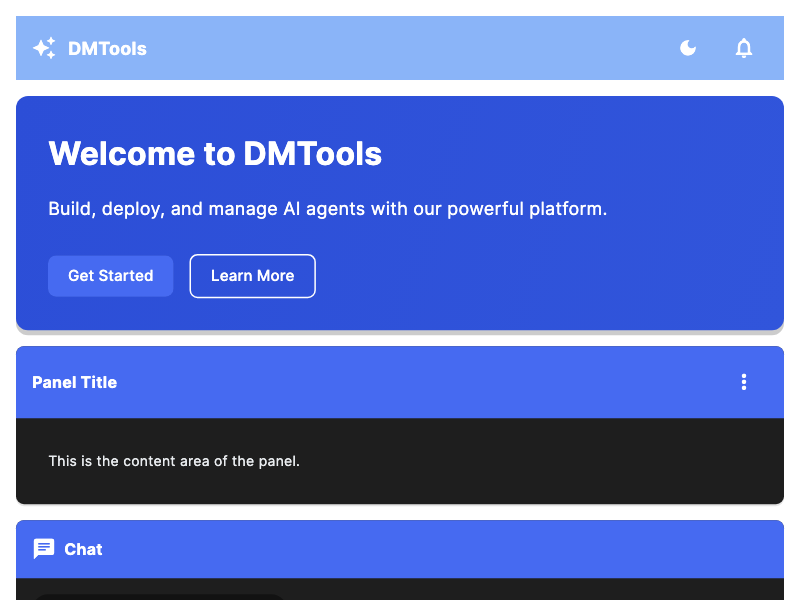 DMTools
Welcome to DMTools
Build, deploy, and manage AI agents with our powerful platform.
Get Started
Learn More
Panel Title
This is the content area of the panel.
Chat